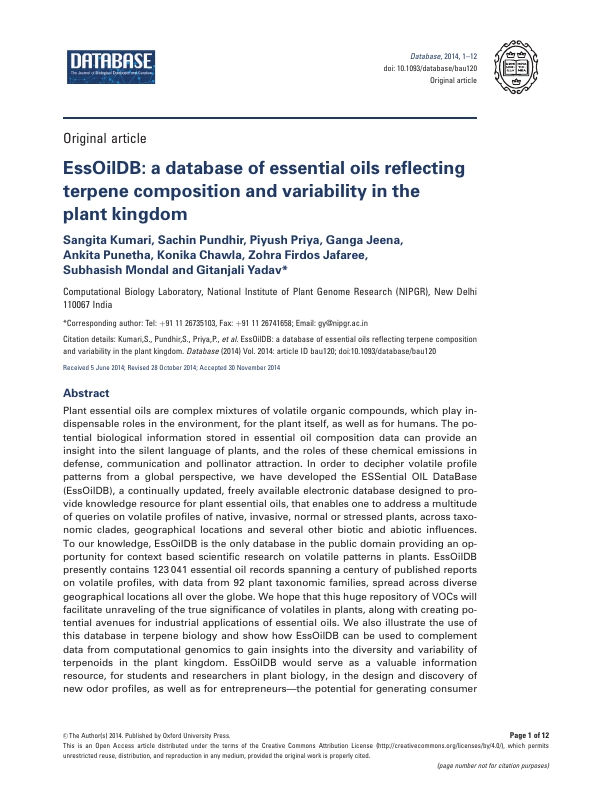 DATABASE
The Journal of Biological Databases and Curation
Database, 2014, 1–12
doi: 10.1093/database/bau120
Original article
Original article
EssOilDB: a database of essential oils reflecting
terpene composition and variability in the
plant kingdom
Sangita Kumari, Sachin Pundhir, Piyush Priya, Ganga Jeena,
Ankita Punetha, Konika Chawla, Zohra Firdos Jafaree,
Subhasish Mondal and Gitanjali Yadav*
Computational Biology Laboratory, National Institute of Plant Genome Research (NIPGR), New Delhi
110067 India
*Corresponding author: Tel: +91 11 26735103, Fax: +91 11 26741658; Email: gy@nipgr.ac.in
Citation details: Kumari,S., Pundhir,S., Priya,P., et al. EssOilDB: a database of essential oils reflecting terpene composition
and variability in the plant kingdom. Database (2014) Vol. 2014: article ID bau120; doi:10.1093/database/bau120
Received 5 June 2014; Revised 28 October 2014; Accepted 30 November 2014
Abstract
Plant essential oils are complex mixtures of volatile organic compounds, which play in-
dispensable roles in the environment, for the plant itself, as well as for humans. The po-
tential biological information stored in essential oil composition data can provide an
insight into the silent language of plants, and the roles of these chemical emissions in
defense, communication and pollinator attraction. In order to decipher volatile profile
patterns from a global perspective, we have developed the ESSential OIL DataBase
(EssOilDB), a continually updated, freely available electronic database designed to pro-
vide knowledge resource for plant essential oils, that enables one to address a multitude
of queries on volatile profiles of native, invasive, normal or stressed plants, across taxo-
nomic clades, geographical locations and several other biotic and abiotic influences.
To our knowledge, EssOilDB is the only database in the public domain providing an op-
portunity for context based scientific research on volatile patterns in plants. EssOilDB
presently contains 123 041 essential oil records spanning a century of published reports
on volatile profiles, with data from 92 plant taxonomic families, spread across diverse
geographical locations all over the globe. We hope that this huge repository of VOCs will
facilitate unraveling of the true significance of volatiles in plants, along with creating po-
tential avenues for industrial applications of essential oils. We also illustrate the use of
this database in terpene biology and show how EssOilDB can be used to complement
data from computational genomics to gain insights into the diversity and variability of
terpenoids in the plant kingdom. EssOilDB would serve as a valuable information
resource, for students and researchers in plant biology, in the design and discovery of
new odor profiles, as well as for entrepreneurs—the potential for generating consumer
© The Author(s) 2014. Published by Oxford University Press.
Page 1 of 12
This is an Open Access article distributed under the terms of the Creative Commons Attribution License (http://creativecommons.org/licenses/by/4.0/), which permits
unrestricted reuse, distribution, and reproduction in any medium, provided the original work is properly cited.
(page number not for citation purposes)